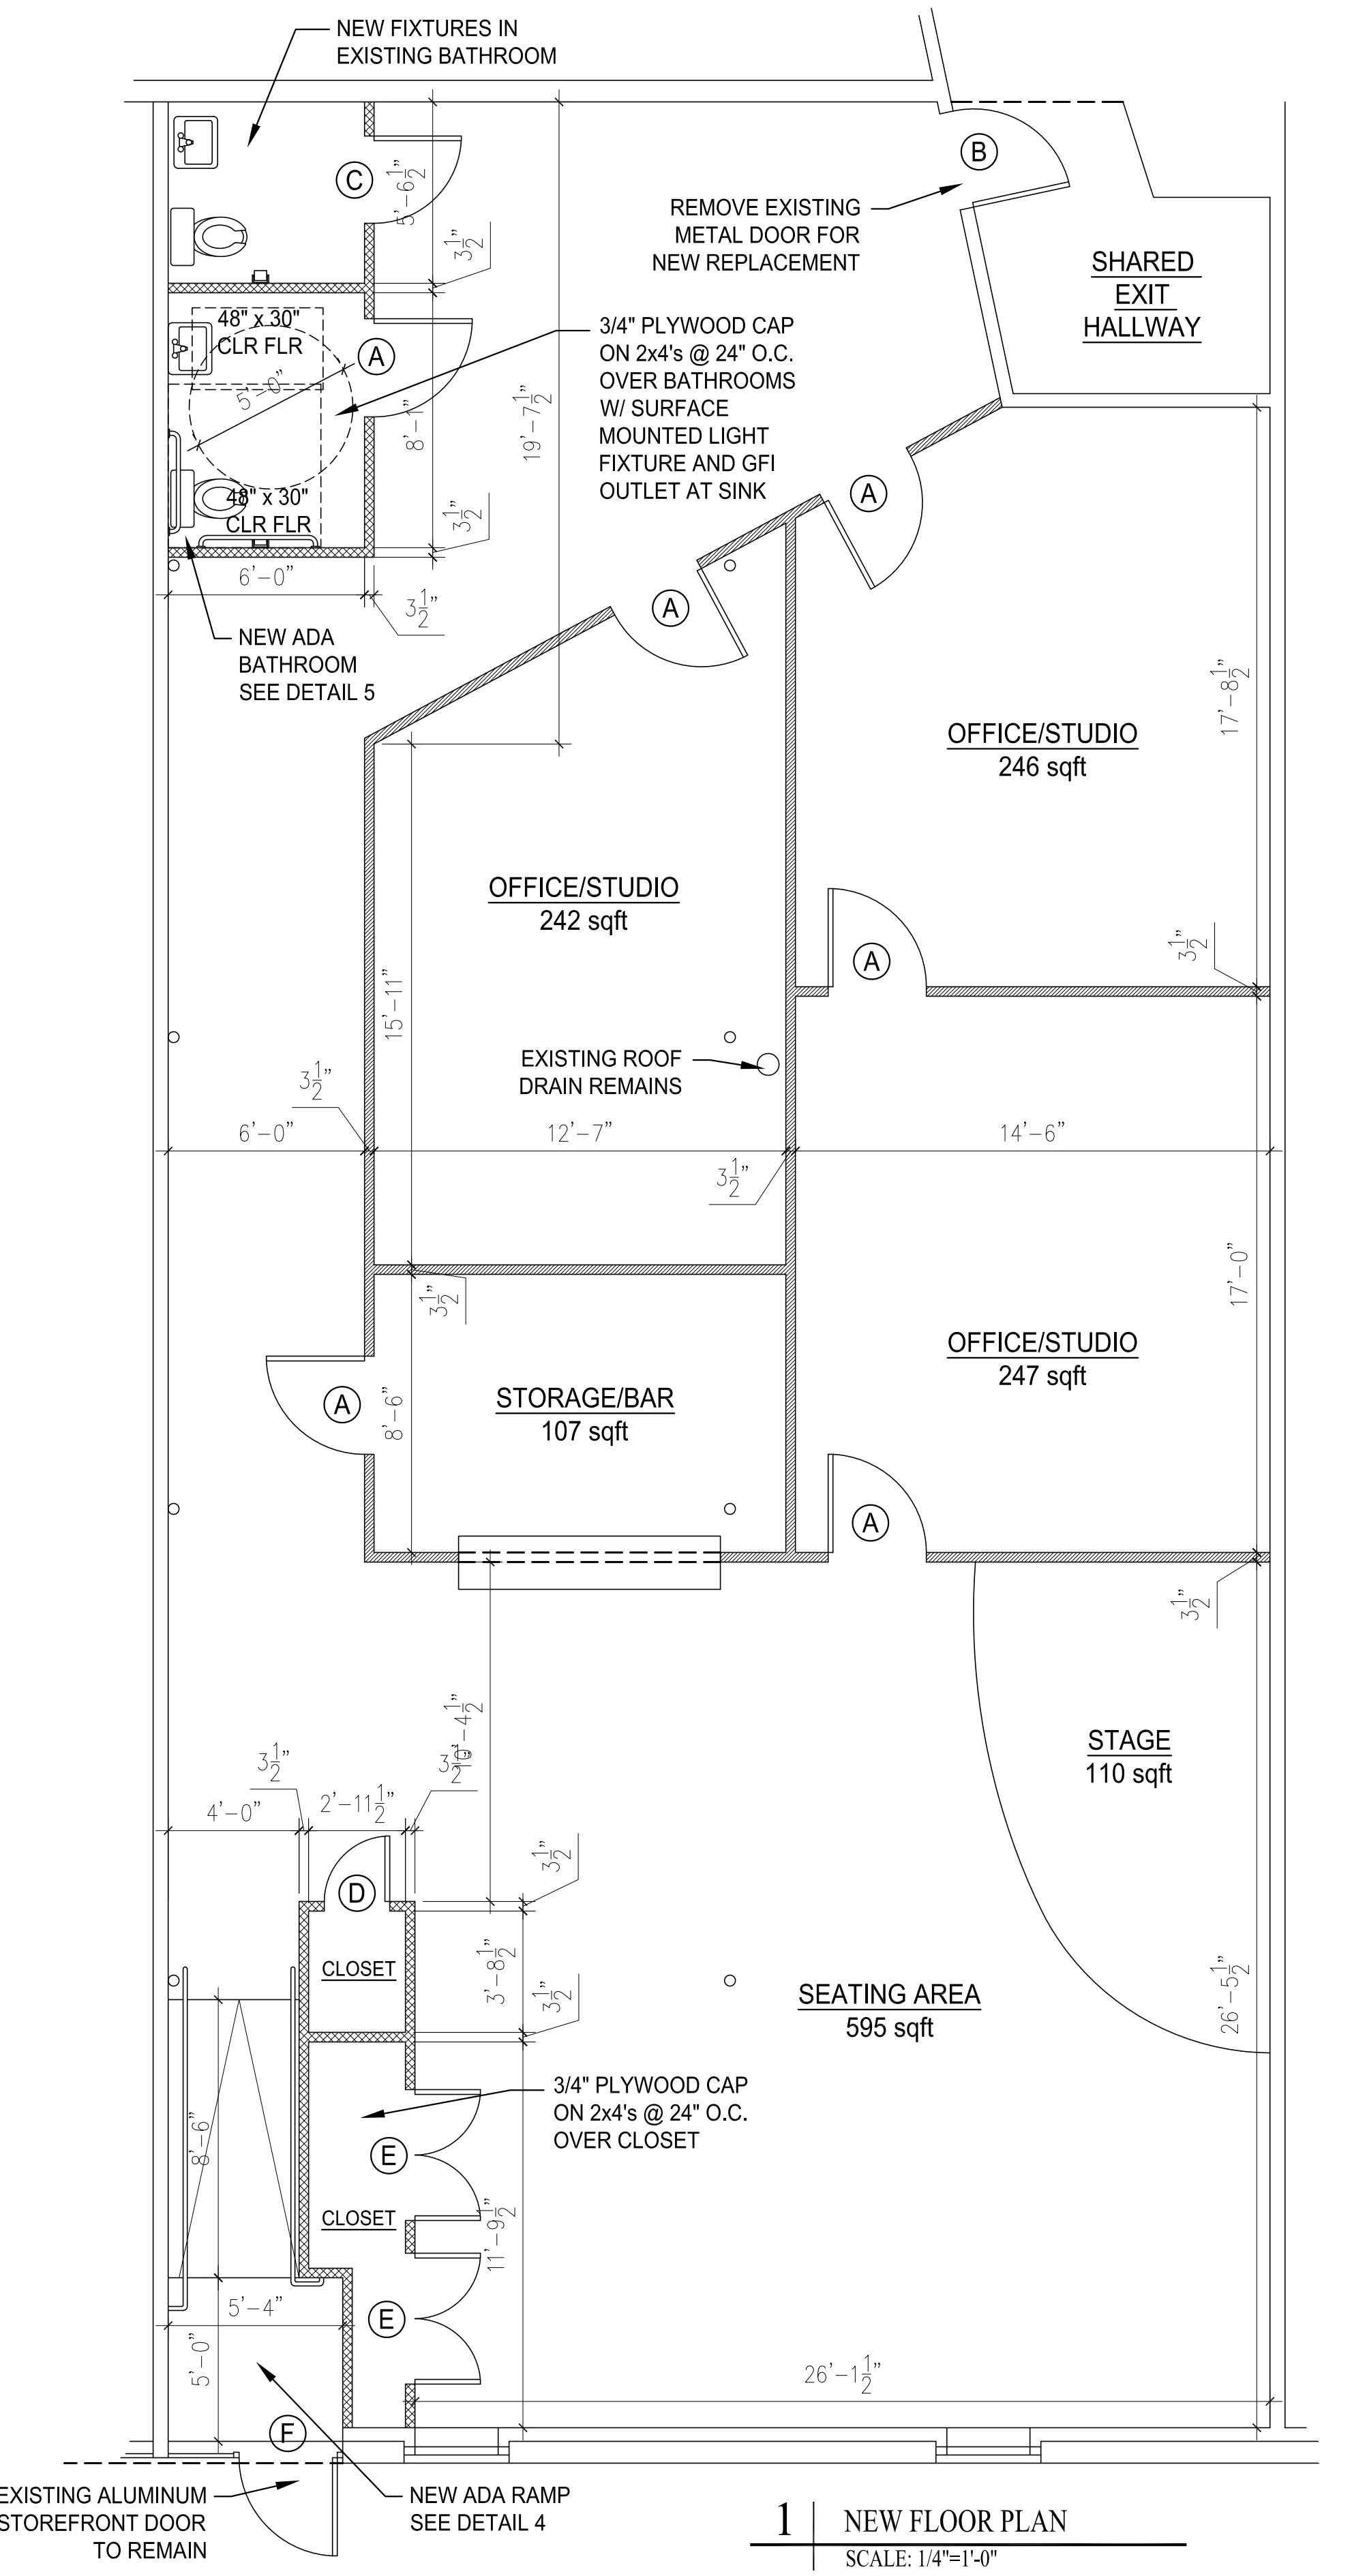 NEW FIXTURES IN
EXISTING BATHROOM
C
5'-6 1/2"
3 1/2"
B
REMOVE EXISTING
METAL DOOR FOR
NEW REPLACEMENT
SHARED
EXIT
HALLWAY
48" x 30"
CLR FLR
A
5'-0"
3/4" PLYWOOD CAP
ON 2x4's @ 24" O.C.
OVER BATHROOMS
W/ SURFACE
MOUNTED LIGHT
FIXTURE AND GFI
OUTLET AT SINK
8'-1"
19'-7 1/2"
48" x 30"
CLR FLR
3 1/2"
A
6'-0"
3 1/2"
A
NEW ADA
BATHROOM
SEE DETAIL 5
17'-8 1/2"
OFFICE/STUDIO
246 sqft
OFFICE/STUDIO
242 sqft
A
3 1/2"
15'-11"
EXISTING ROOF
DRAIN REMAINS
3 1/2"
6'-0"
12'-7"
14'-6"
3 1/2"
17'-0"
3 1/2"
OFFICE/STUDIO
247 sqft
A
8'-6"
STORAGE/BAR
107 sqft
A
3 1/2"
10'-4 1/2"
STAGE
110 sqft
3 1/2"
3 1/2"
4'-0"
2'-11 1/2"
3 1/2"
D
CLOSET
3'-8 1/2"
3 1/2"
SEATING AREA
595 sqft
26'-5 1/2"
3/4" PLYWOOD CAP
ON 2x4's @ 24" O.C.
OVER CLOSET
8'-6"
E
CLOSET
11'-9 1/2"
5'-4"
E
5'-0"
26'-1 1/2"
F
EXISTING ALUMINUM
STOREFRONT DOOR
TO REMAIN
NEW ADA RAMP
SEE DETAIL 4
1
NEW FLOOR PLAN
SCALE: 1/4"=1'-0"